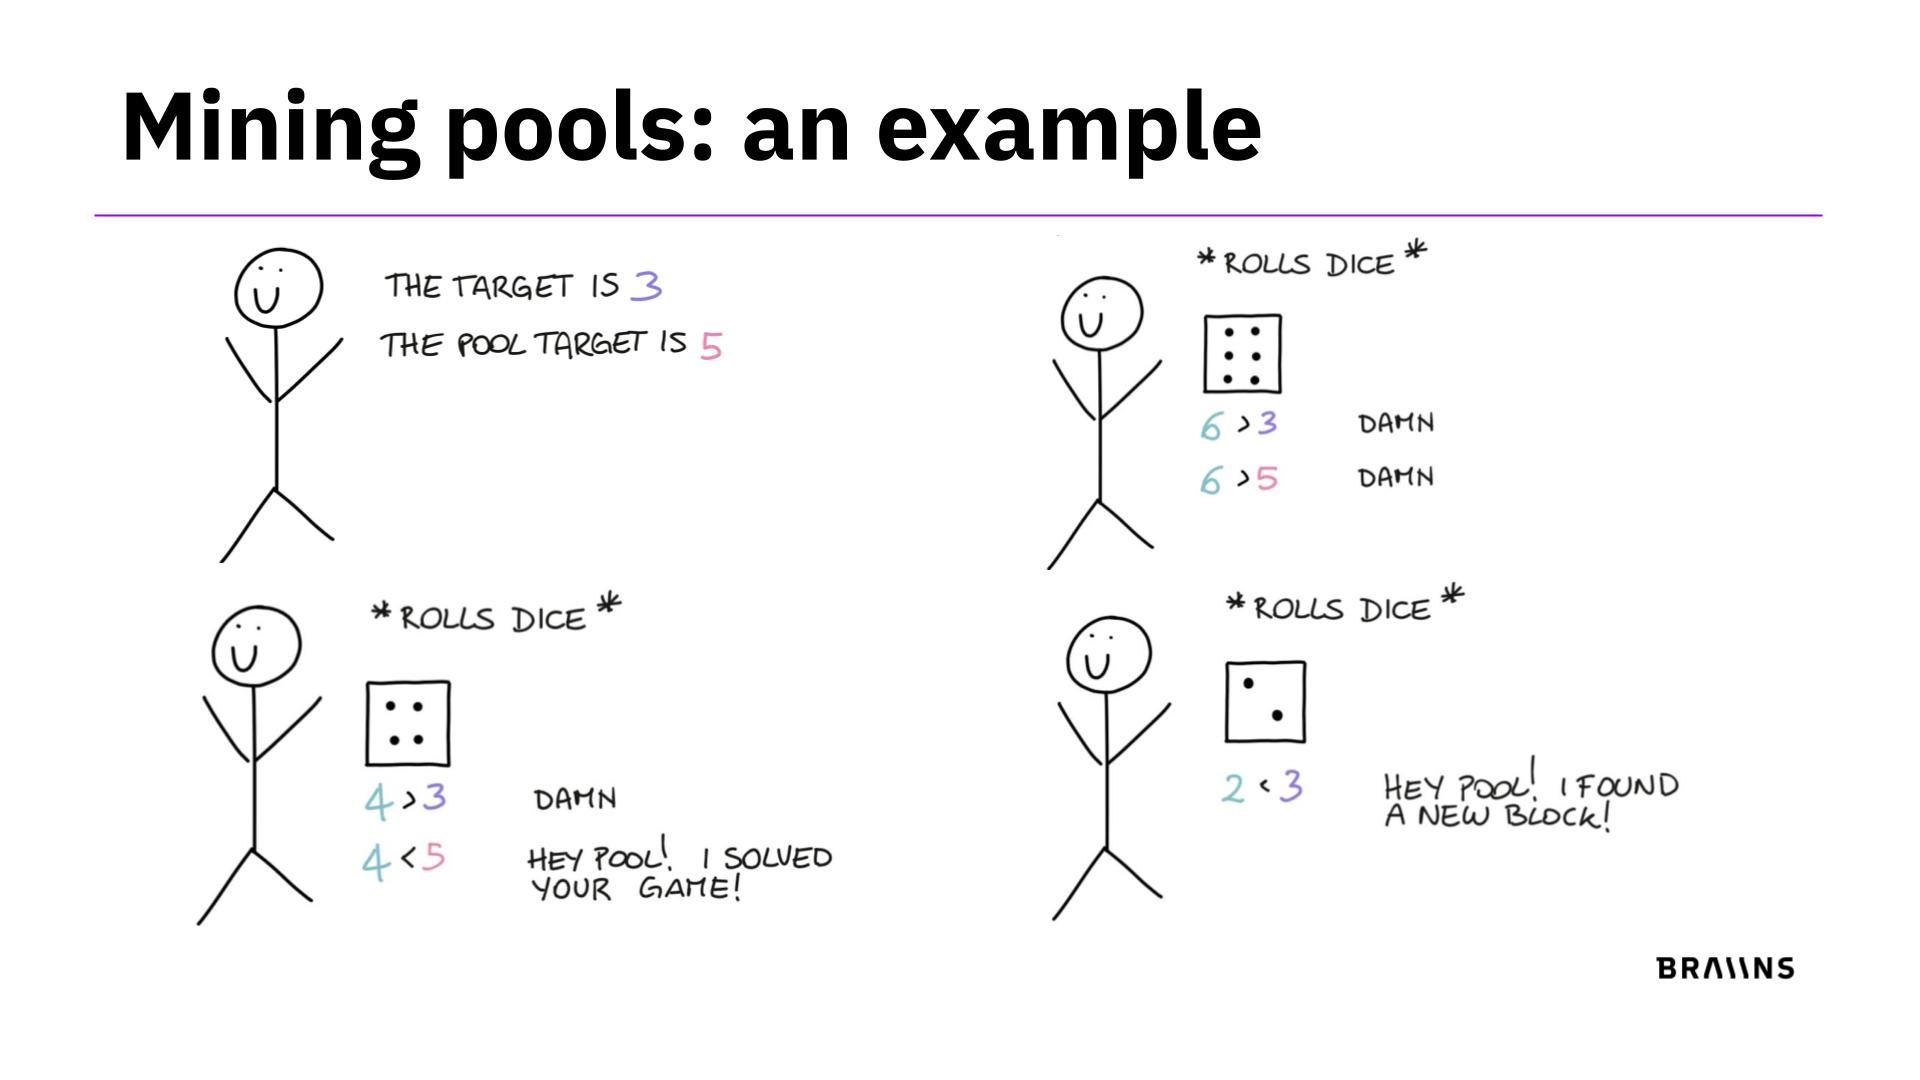 Mining pools: an example
THE TARGET IS 3
THE POOL TARGET IS 5
*ROLLS DICE*
6 > 3 DAMN
6 > 5 DAMN
*ROLLS DICE*
4 > 3 DAMN
4 < 5 HEY POOL! I SOLVED
YOUR GAME!
*ROLLS DICE*
2 < 3 HEY POOL! I FOUND
A NEW BLOCK!
BRAIINS